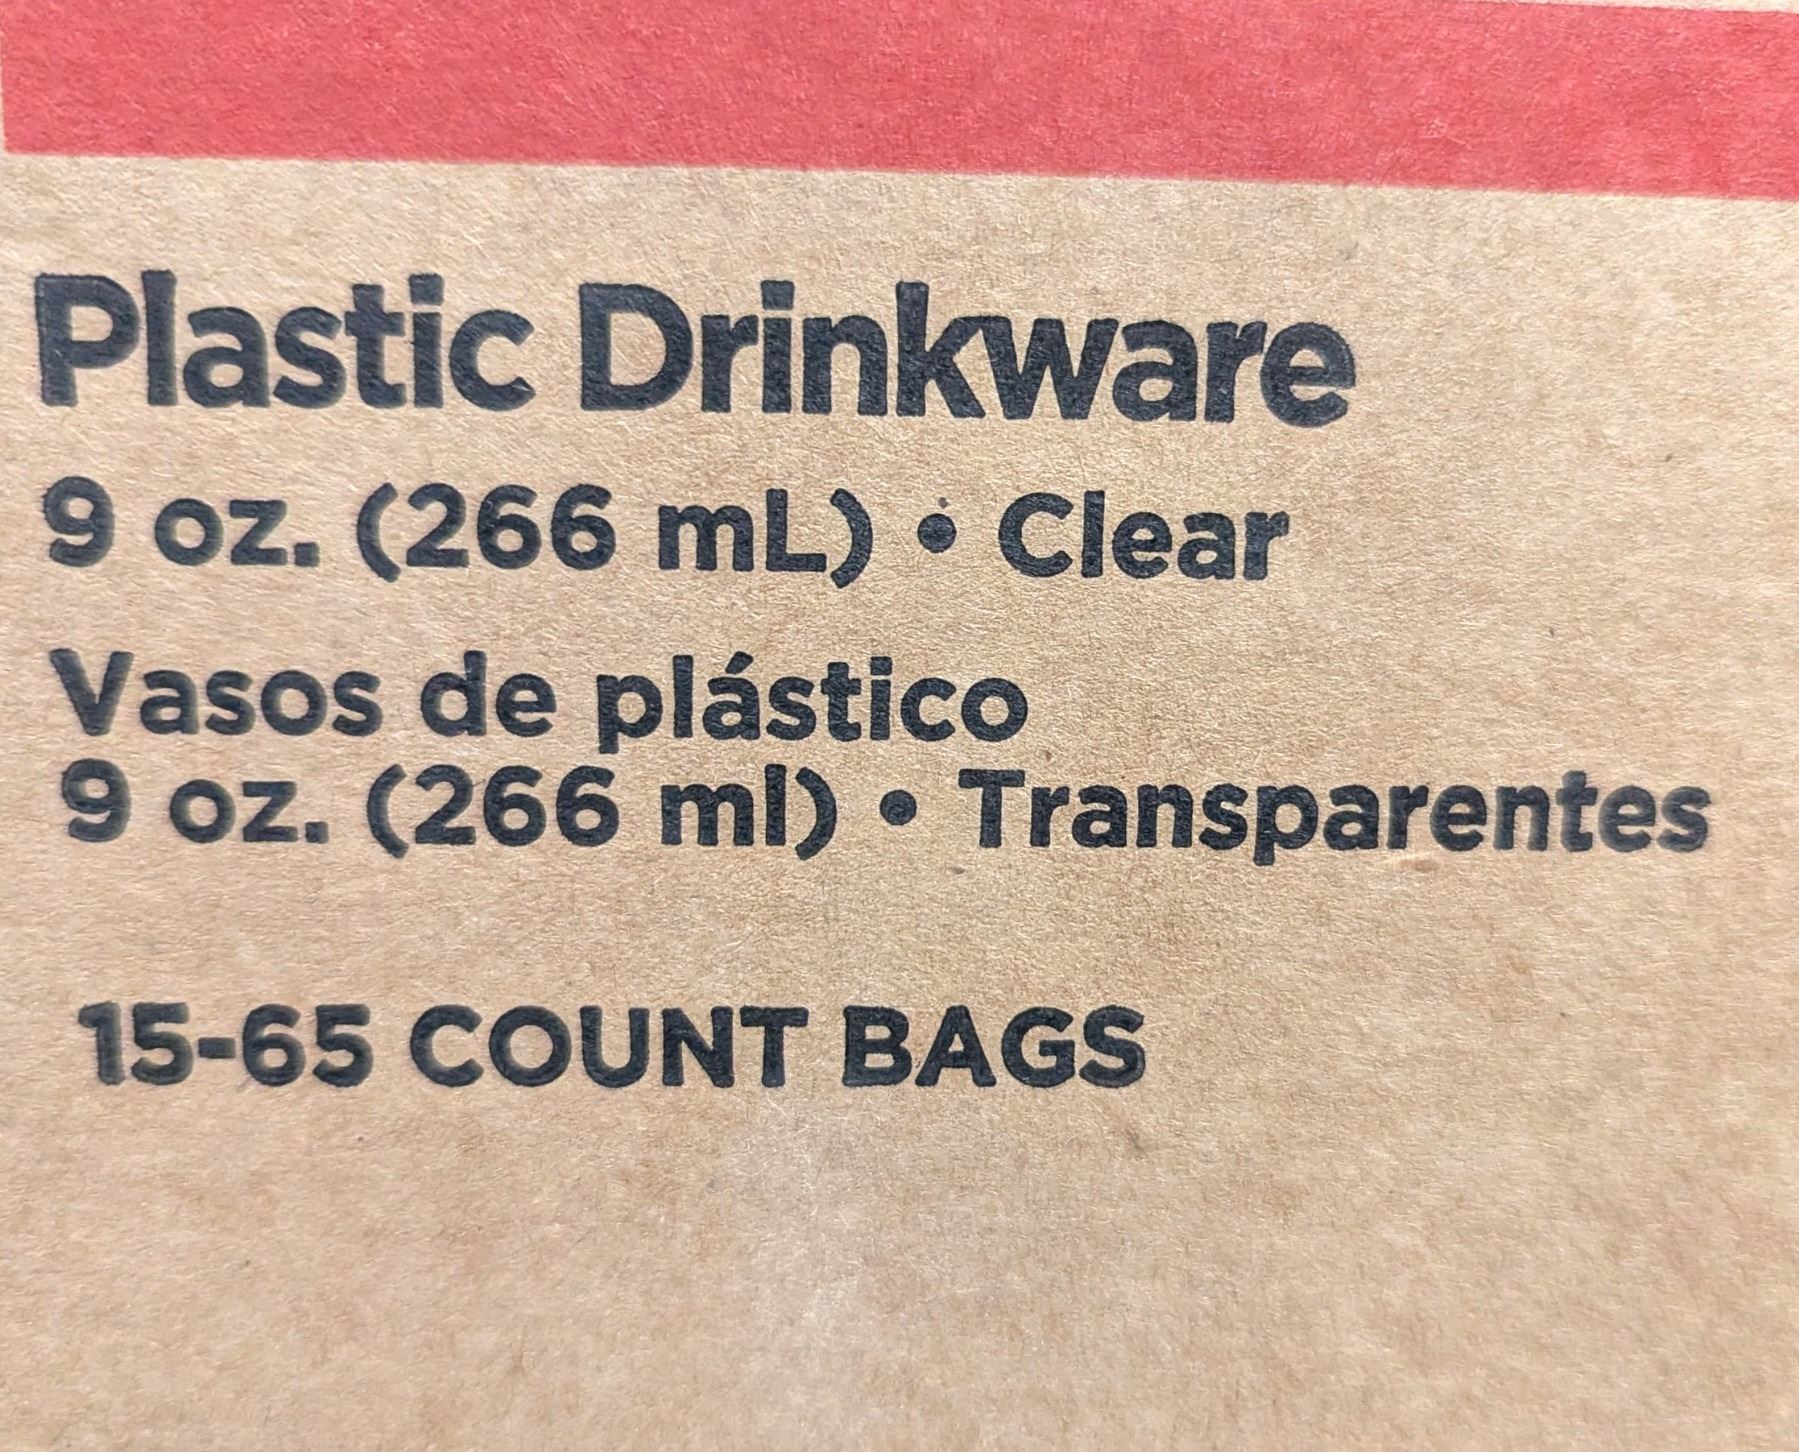 Plastic Drinkware
9 oz. (266 mL) • Clear
Vasos de plástico
9 oz. (266 ml) • Transparentes
15-65 COUNT BAGS